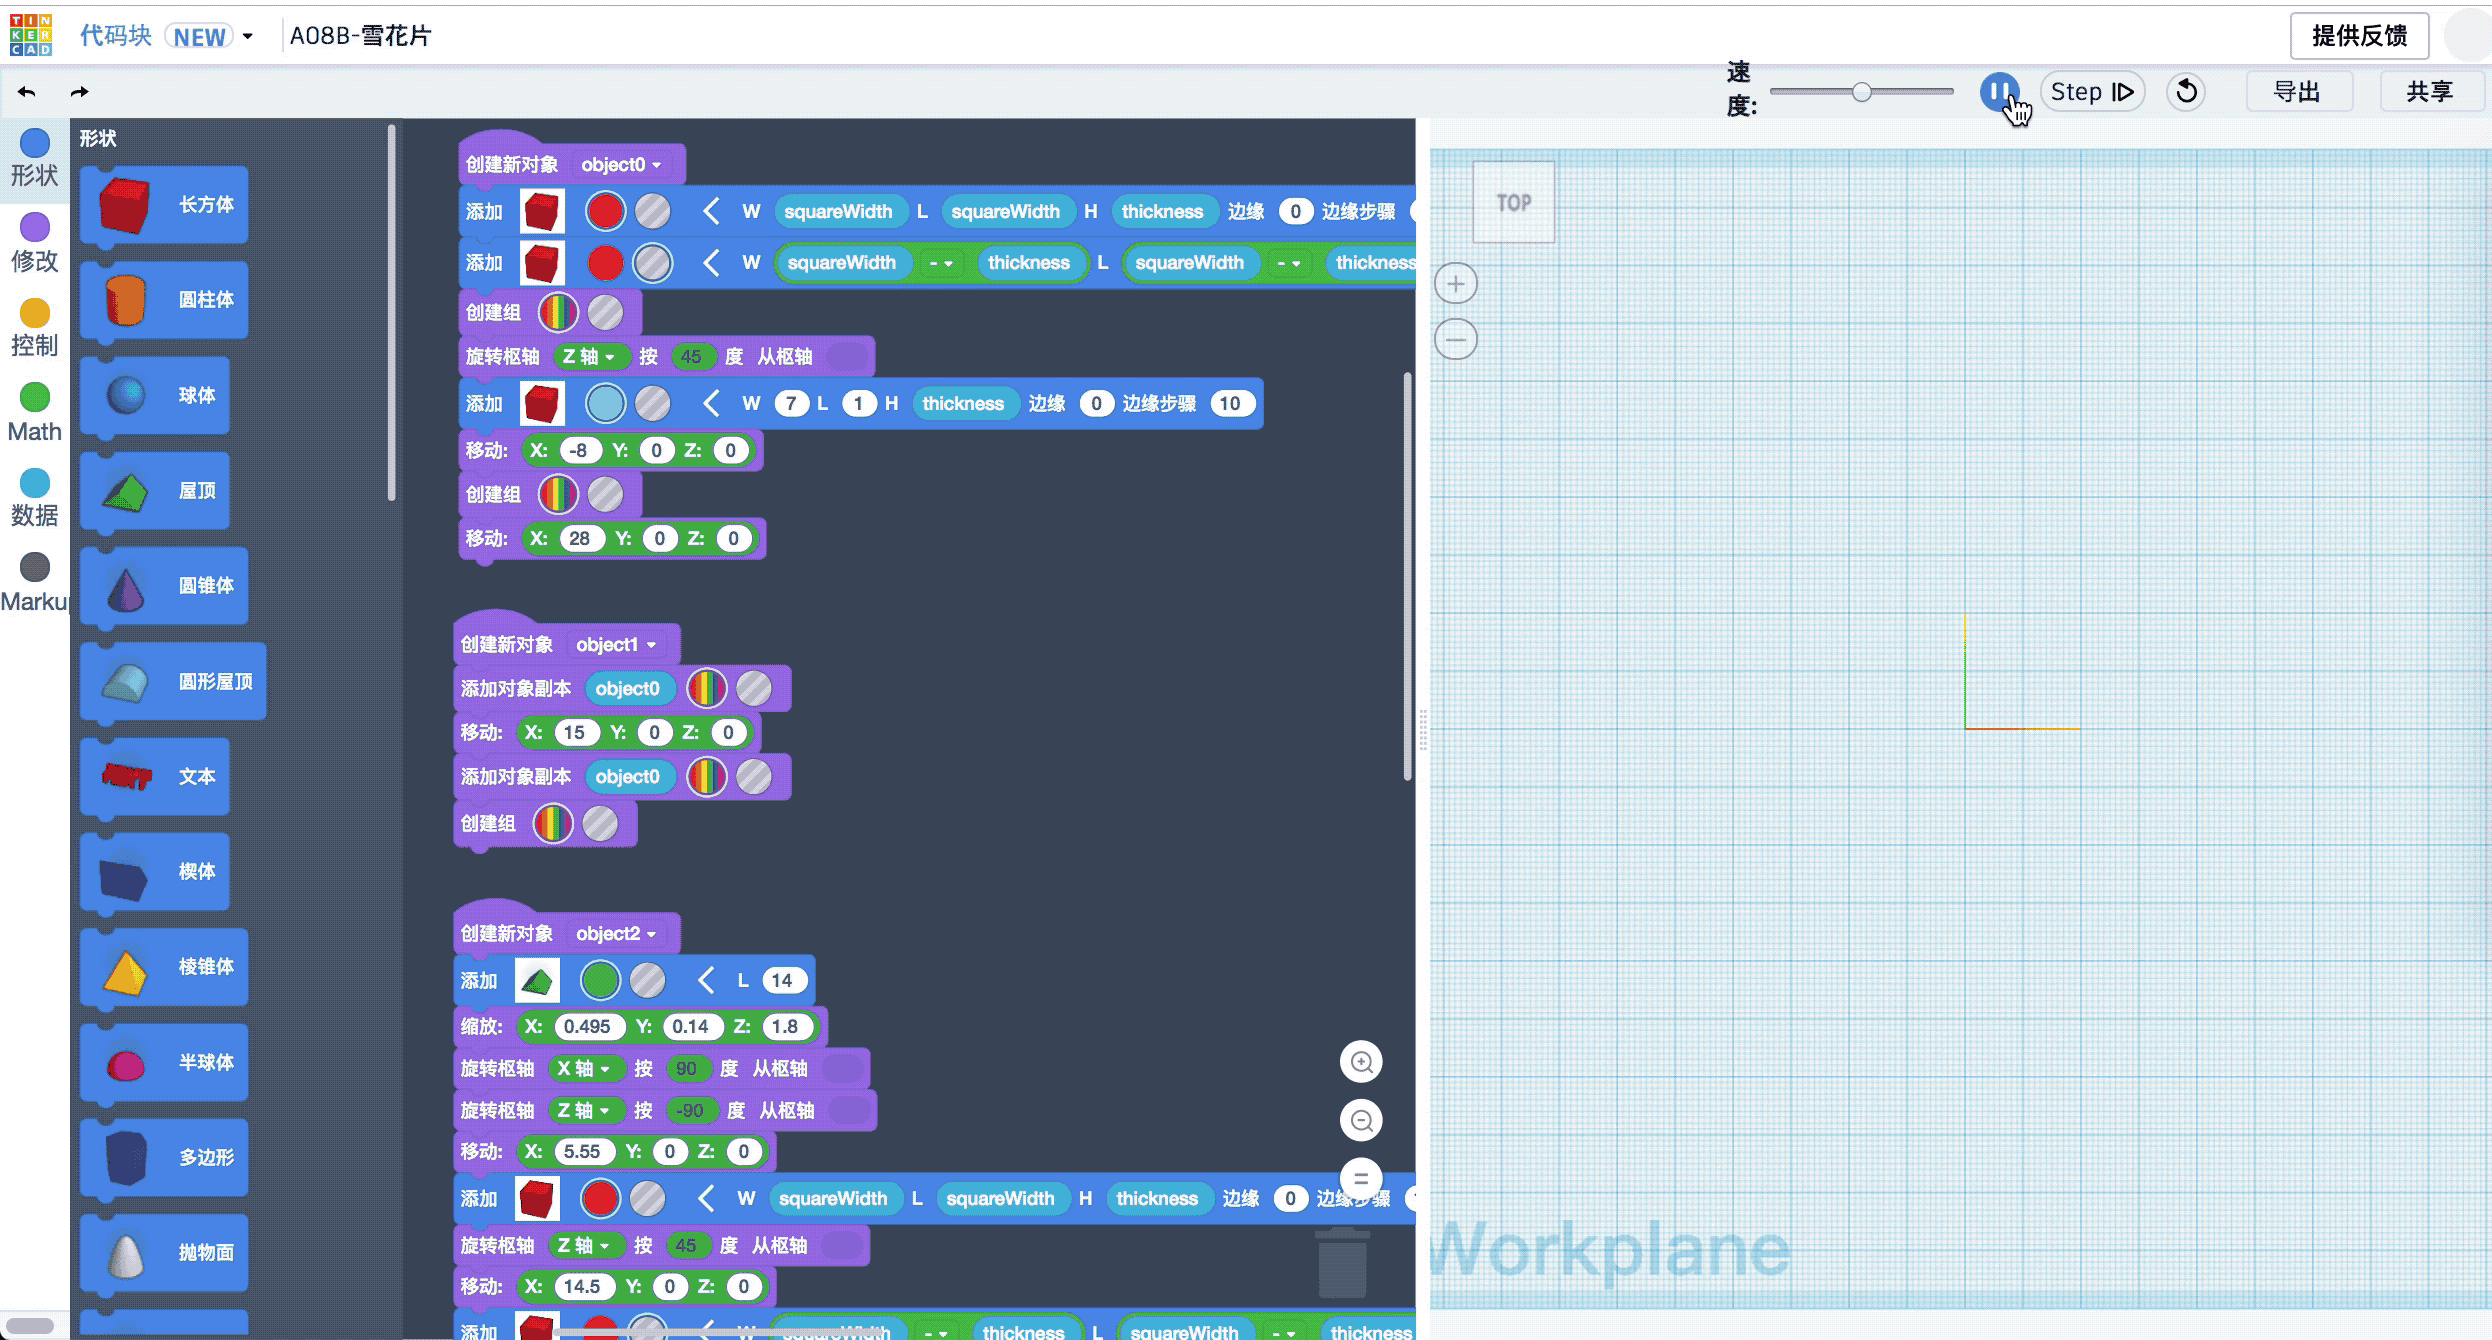 TINKERCAD
代码块 NEW A08B-雪花片 提供反馈
速度: Step 导出 共享
形状
修改
控制
Math
数据
Marku
形状
长方体
圆柱体
球体
屋顶
圆锥体
圆形屋顶
文本
楔体
棱锥体
半球体
多边形
抛物面
创建新对象 object0
添加 W squareWidth L squareWidth H thickness 边缘 0 边缘步骤
添加 W squareWidth - thickness L squareWidth - thickness
创建组
旋转枢轴 Z 轴 按 45 度 从枢轴
添加 W 7 L 1 H thickness 边缘 0 边缘步骤 10
移动: X: -8 Y: 0 Z: 0
创建组
移动: X: 28 Y: 0 Z: 0
创建新对象 object1
添加对象副本 object0
移动: X: 15 Y: 0 Z: 0
添加对象副本 object0
创建组
创建新对象 object2
添加 L 14
缩放: X: 0.495 Y: 0.14 Z: 1.8
旋转枢轴 X 轴 按 90 度 从枢轴
旋转枢轴 Z 轴 按 -90 度 从枢轴
移动: X: 5.55 Y: 0 Z: 0
添加 W squareWidth L squareWidth H thickness 边缘 0 边缘步骤
旋转枢轴 Z 轴 按 45 度 从枢轴
移动: X: 14.5 Y: 0 Z: 0
添加 W squareWidth - thickness L squareWidth - thickness
TOP
Workplane